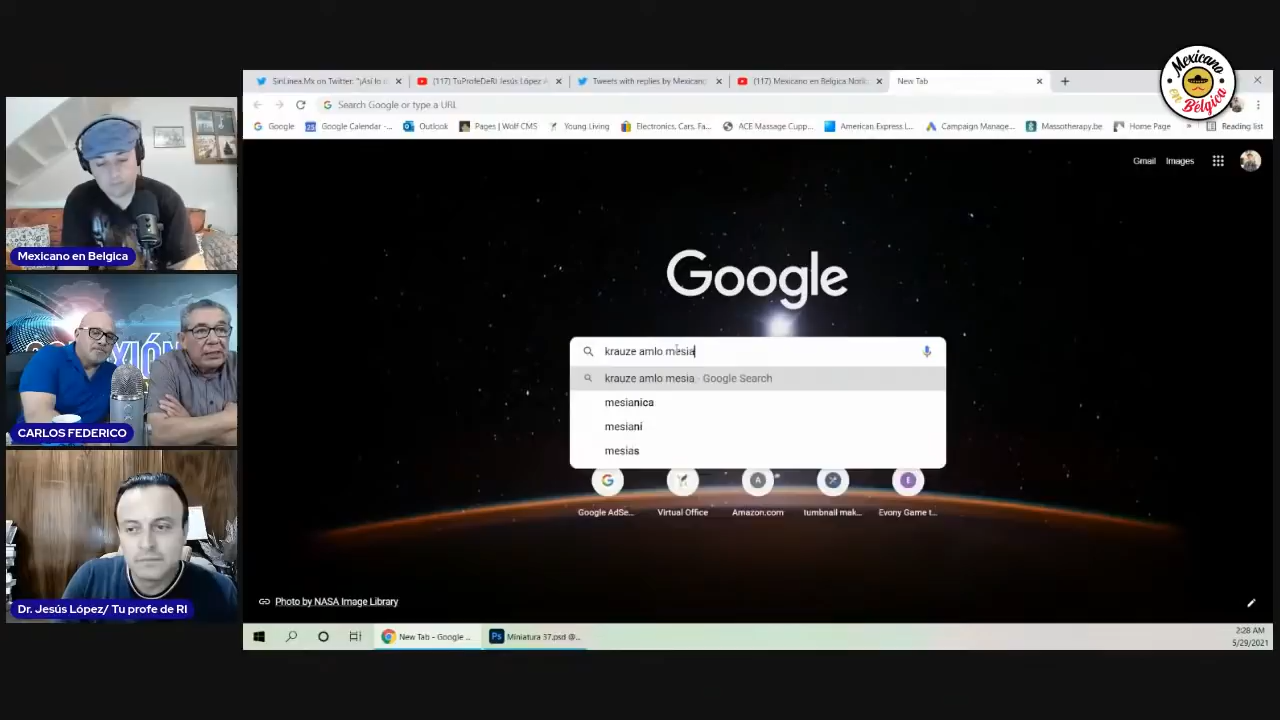 Mexicano
en
Bélgica
SinLinea.Mx on Twitter: "¡Así lo
(117) TuProfeDeRI Jesús López
Tweets with replies by Mexicano
(117) Mexicano en Belgica Noti
New Tab
Search Google or type a URL
Google
Google Calendar -...
Outlook
Pages | Wolf CMS
Young Living
Electronics, Cars, Fa...
ACE Massage Cupp...
American Express I...
Campaign Manage...
Massotherapy.be
Home Page
»
Reading list
Gmail
Images
Google
krauze amlo mesia
krauze amlo mesia - Google Search
mesianica
mesiani
mesias
Google AdSe...
Virtual Office
A
Amazon.com
tumbnail mak...
E
Evony Game t...
Photo by NASA Image Library
Mexicano en Belgica
CONEXIÓN
CARLOS FEDERICO
Dr. Jesús López/ Tu profe de RI
New Tab - Google ...
Ps
Miniatura 37.psd @...
2:28 AM
5/29/2021